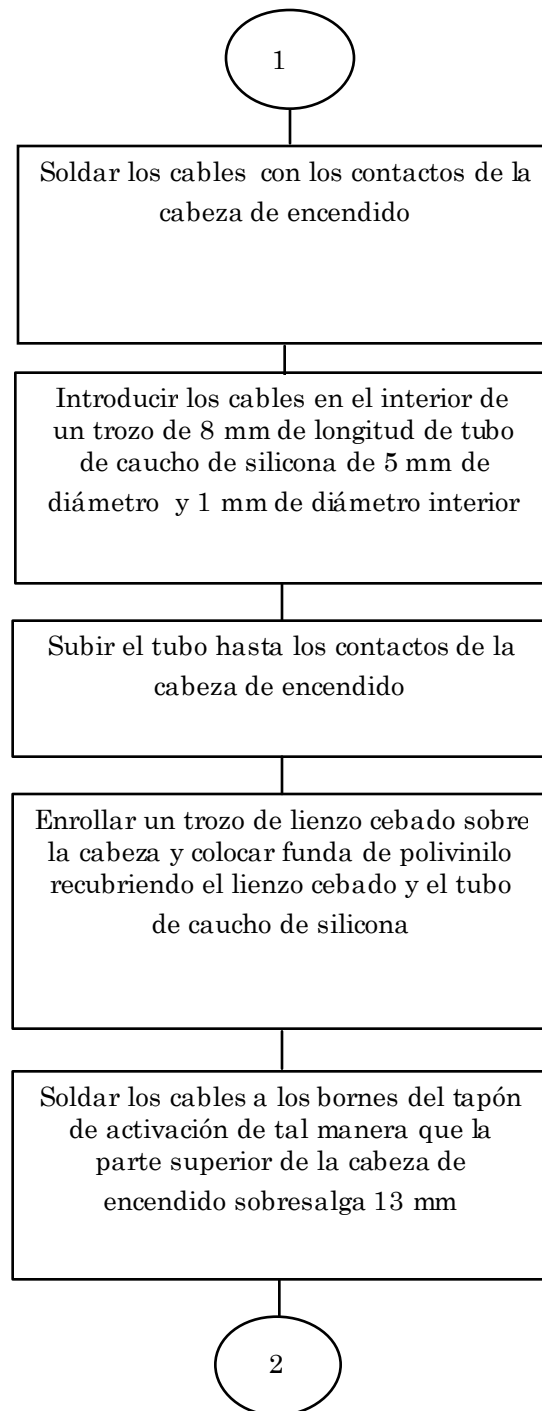 1
Soldar los cables con los contactos de la
cabeza de encendido
Introducir los cables en el interior de
un trozo de 8 mm de longitud de tubo
de caucho de silicona de 5 mm de
diámetro y 1 mm de diámetro interior
Subir el tubo hasta los contactos de la
cabeza de encendido
Enrollar un trozo de lienzo cebado sobre
la cabeza y colocar funda de polivinilo
recubriendo el lienzo cebado y el tubo
de caucho de silicona
Soldar los cables a los bornes del tapón
de activación de tal manera que la
parte superior de la cabeza de
encendido sobresalga 13 mm
2